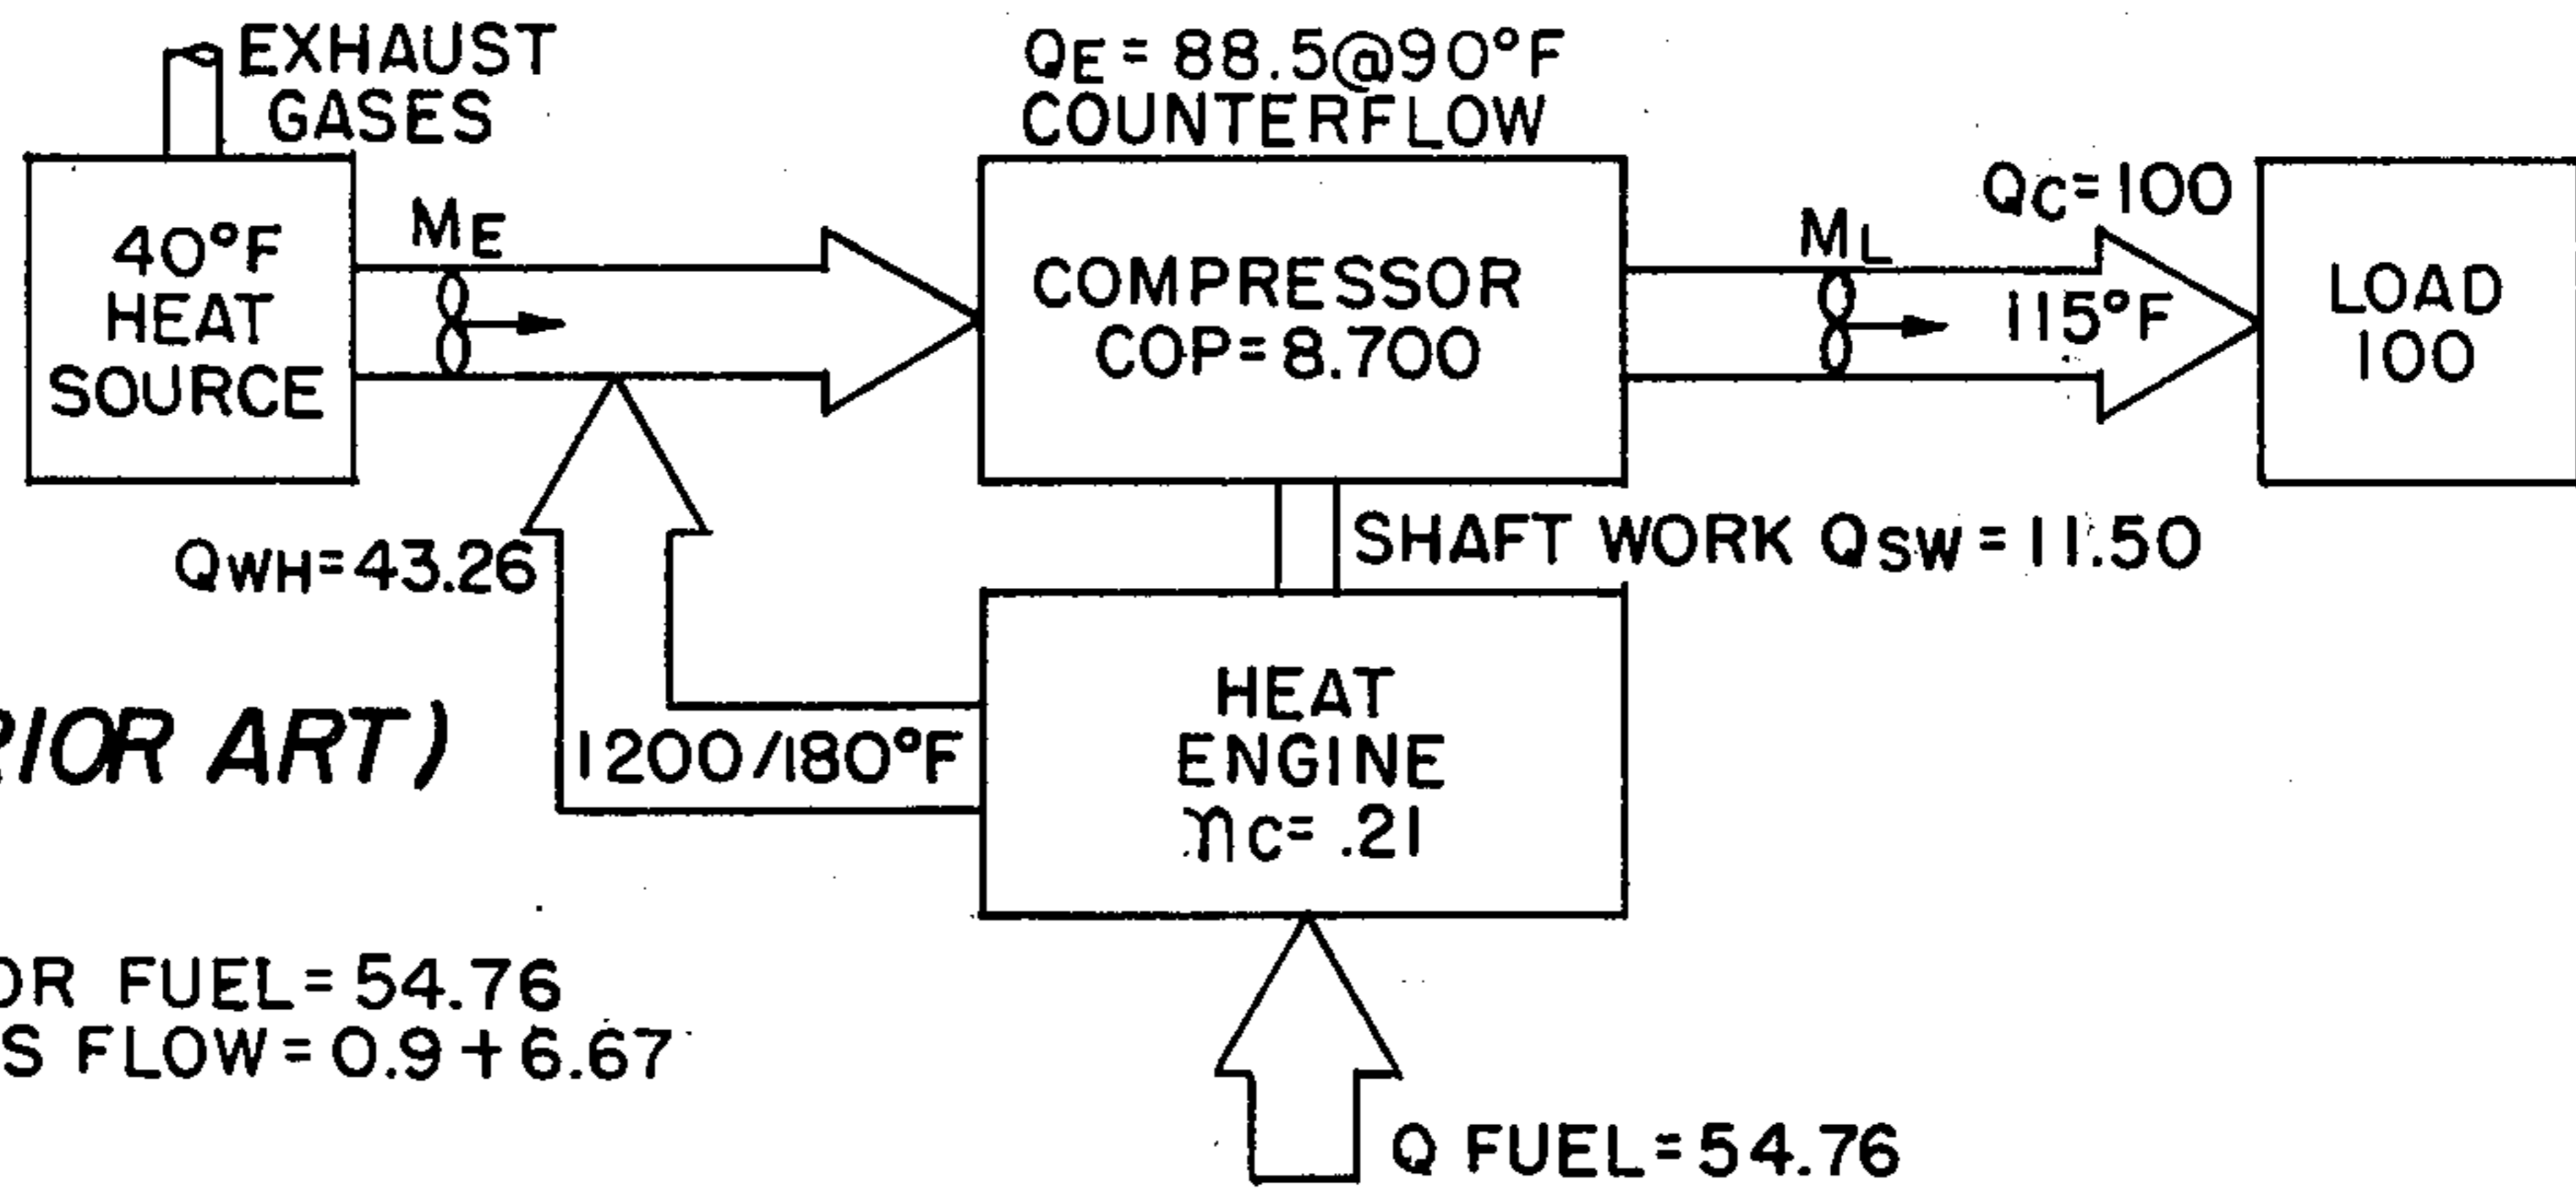 EXHAUST
GASES
QE = 88.5@90°F
COUNTERFLOW
40°F
HEAT
SOURCE
ME
COMPRESSOR
COP=8.700
ML
QC=100
115°F
LOAD
100
QWH=43.26
SHAFT WORK QSW = 11.50
1200/180°F
HEAT
ENGINE
ηC= .21
RIOR ART)
OR FUEL= 54.76
S FLOW= 0.9 + 6.67
Q FUEL= 54.76